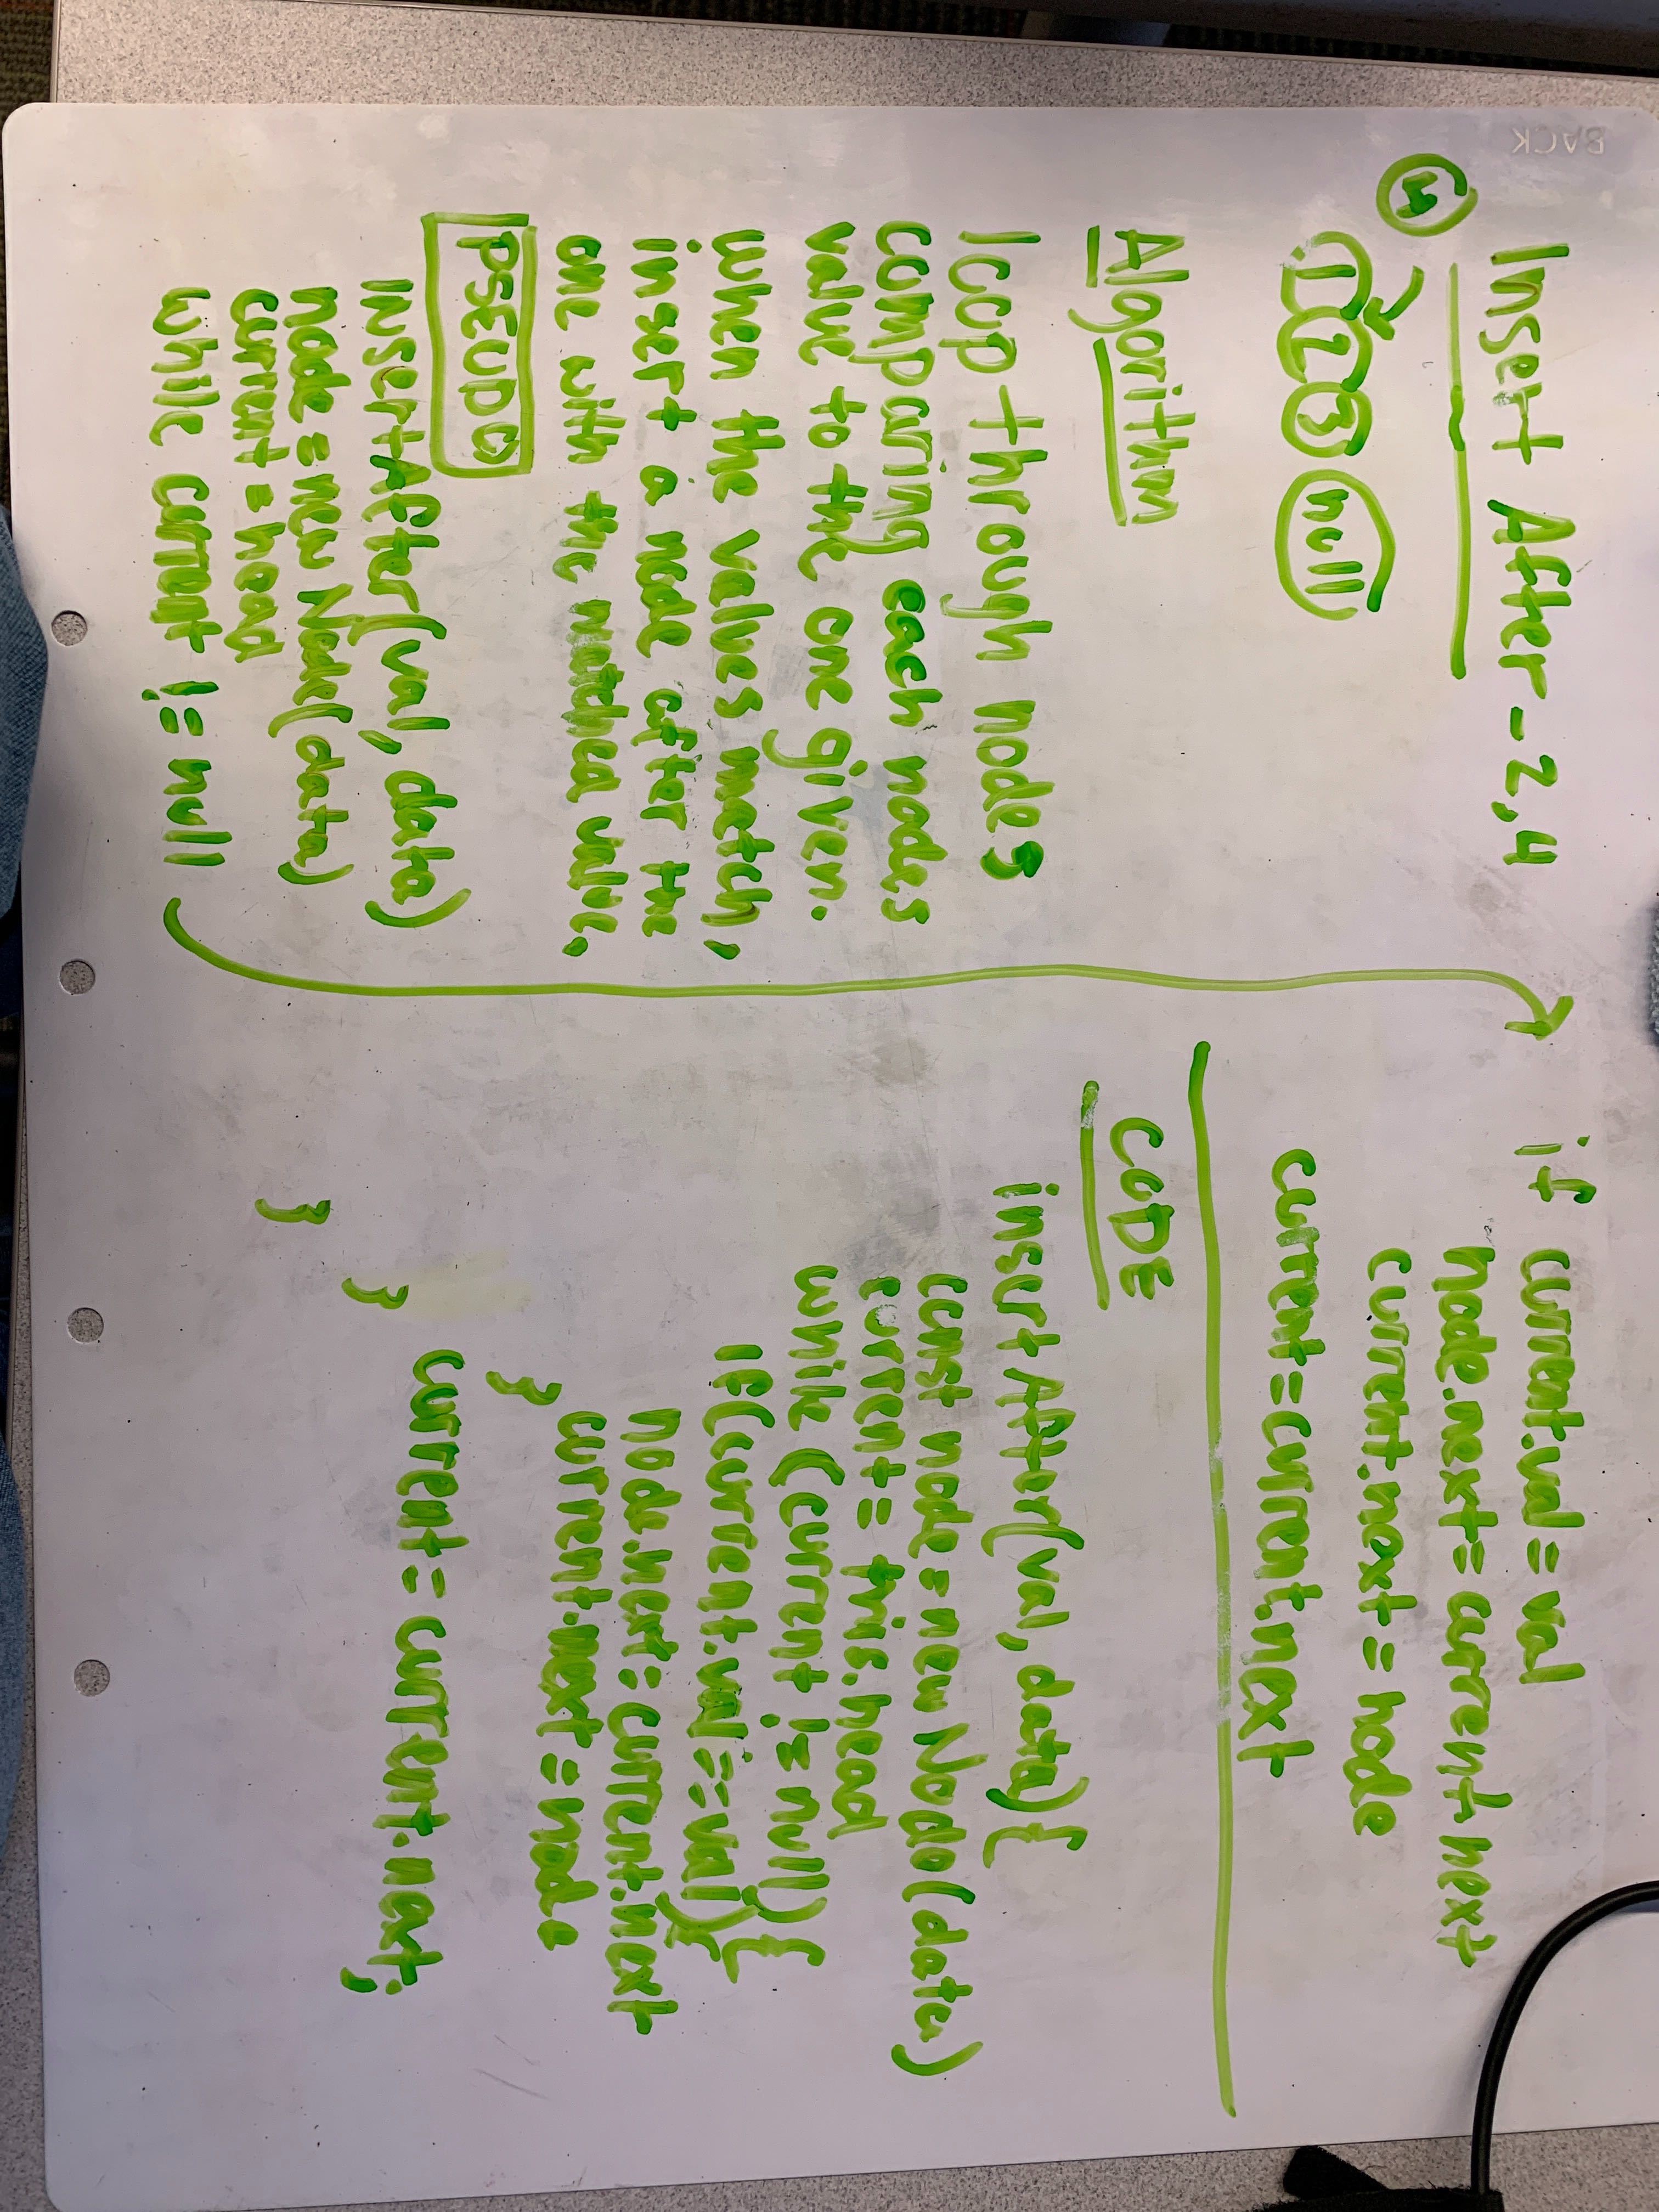 BACK
Insert After - 2, 4
4
1 2 3 null
Algorithm
loop through nodes
comparing each nodes
value to the one given.
when the values match,
insert a node after the
one with the matched value.
PSEUDO
insertAfter(val, data)
node = new Node(data)
current = head
while current != null
if current.val = val
node.next = current.next
current.next = node
current = current.next
CODE
insertAfter(val, data){
const node = new Node(data)
current = this.head
while (current != null){
if(current.val == val){
node.next = current.next
current.next = node
}
current = current.next;
}
}